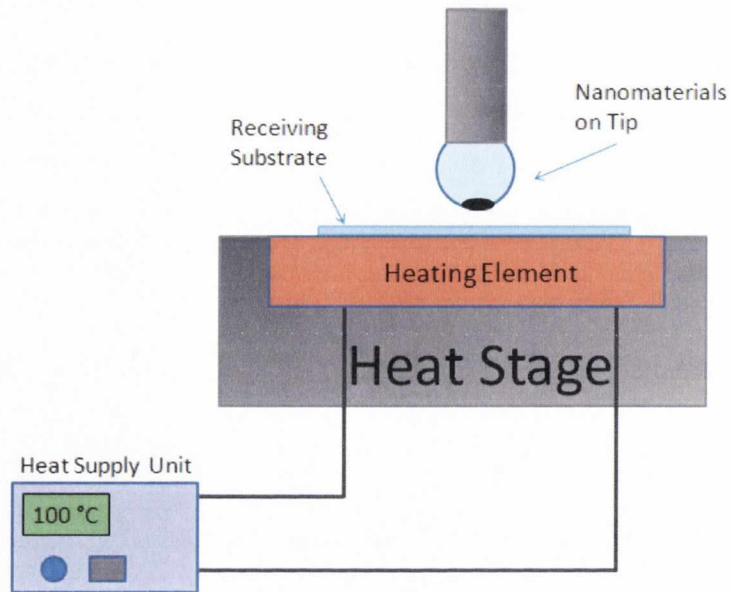 Nanomaterials
on Tip
Receiving
Substrate
Heating Element
Heat Stage
Heat Supply Unit
100 °C